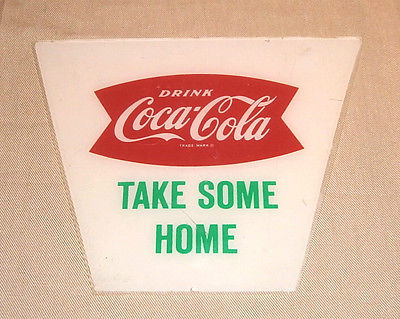 DRINK
Coca-Cola
TRADE MARK ®
TAKE SOME
HOME